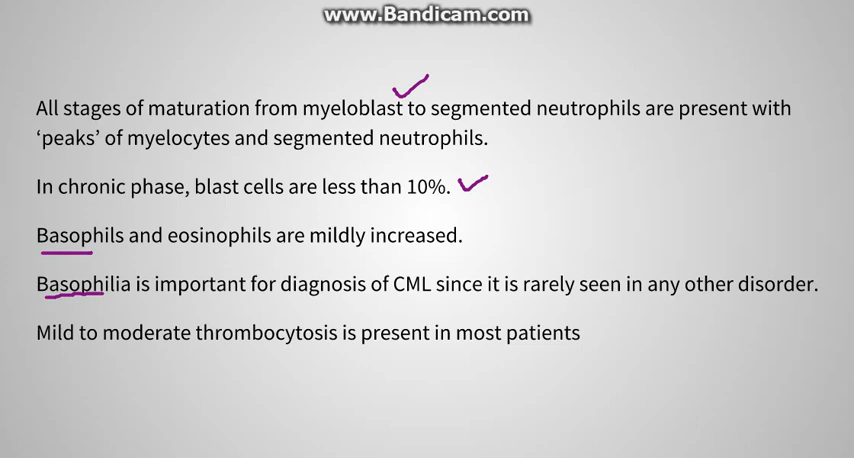 www.Bandicam.com
All stages of maturation from myeloblast to segmented neutrophils are present with
‘peaks’ of myelocytes and segmented neutrophils.
In chronic phase, blast cells are less than 10%.
Basophils and eosinophils are mildly increased.
Basophilia is important for diagnosis of CML since it is rarely seen in any other disorder.
Mild to moderate thrombocytosis is present in most patients